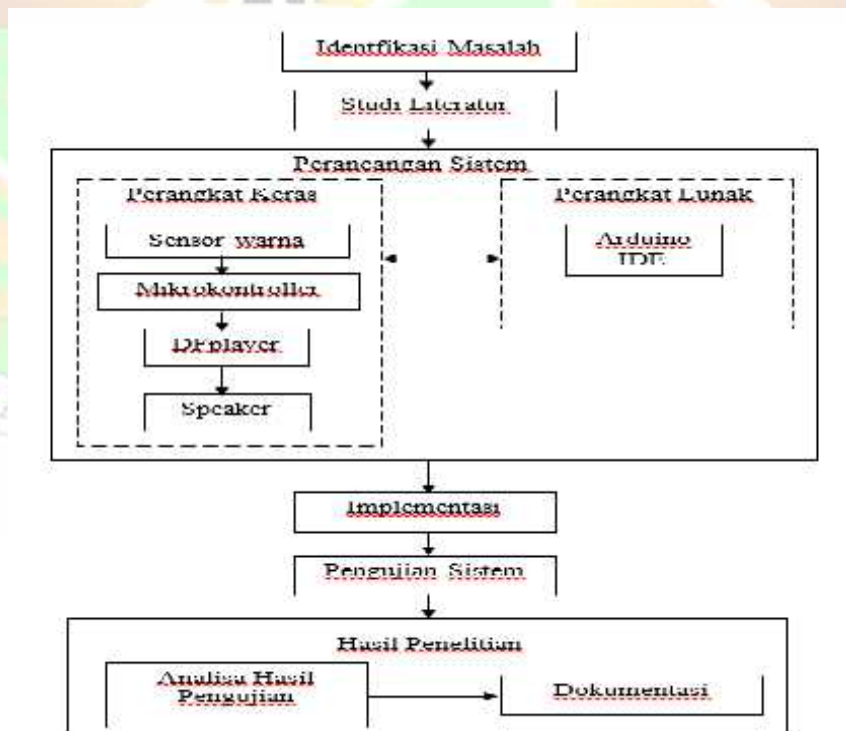 Identfikasi Masalah
Studi Literatur
Perancangan Sistem
Perangkat Keras
Sensor warna
Mikrokontroller
DFplayer
Speaker
Perangkat Lunak
Arduino
IDE
Implementasi
Pengujian Sistem
Hasil Penelitian
Analisa Hasil
Pengujian
Dokumentasi